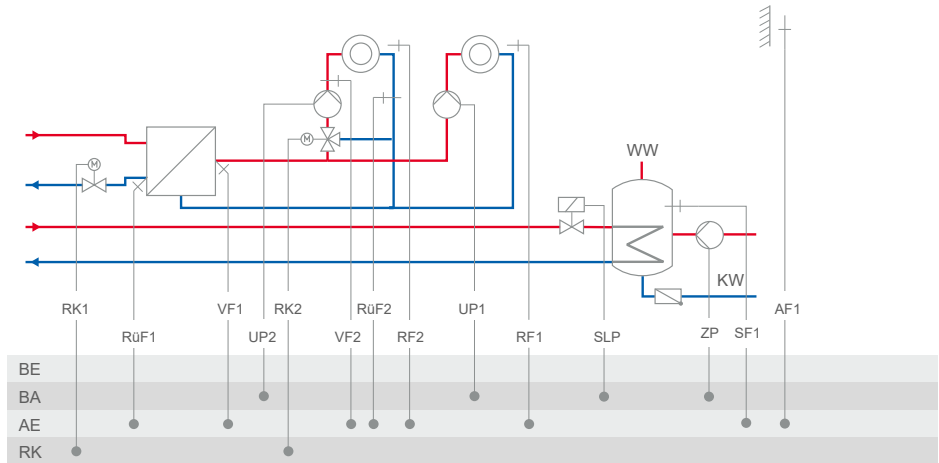 M
M
WW
KW
RK1
VF1
RK2
RüF2
UP1
AF1
RüF1
UP2
VF2
RF2
RF1
SLP
ZP
SF1
BE
BA
AE
RK